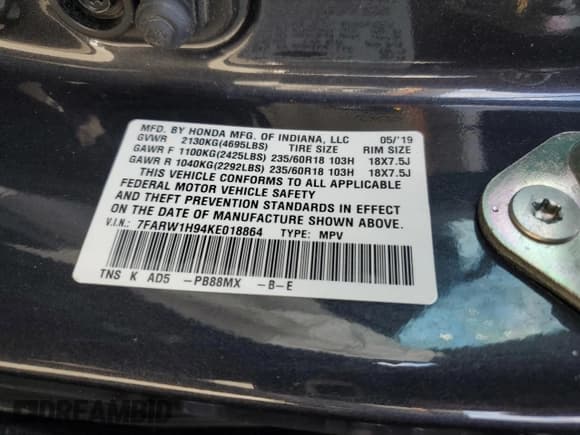 MFD. BY HONDA MFG. OF INDIANA, LLC 05/'19
GVWR 2130KG(4695LBS) TIRE SIZE RIM SIZE
GAWR F 1100KG(2425LBS) 235/60R18 103H 18X7.5J
GAWR R 1040KG(2292LBS) 235/60R18 103H 18X7.5J
THIS VEHICLE CONFORMS TO ALL APPLICABLE
FEDERAL MOTOR VEHICLE SAFETY
AND THEFT PREVENTION STANDARDS IN EFFECT
ON THE DATE OF MANUFACTURE SHOWN ABOVE.
V.I.N: 7FARW1H94KE018864 TYPE: MPV
TNS K AD5 -PB88MX -B-E
DREAMBID